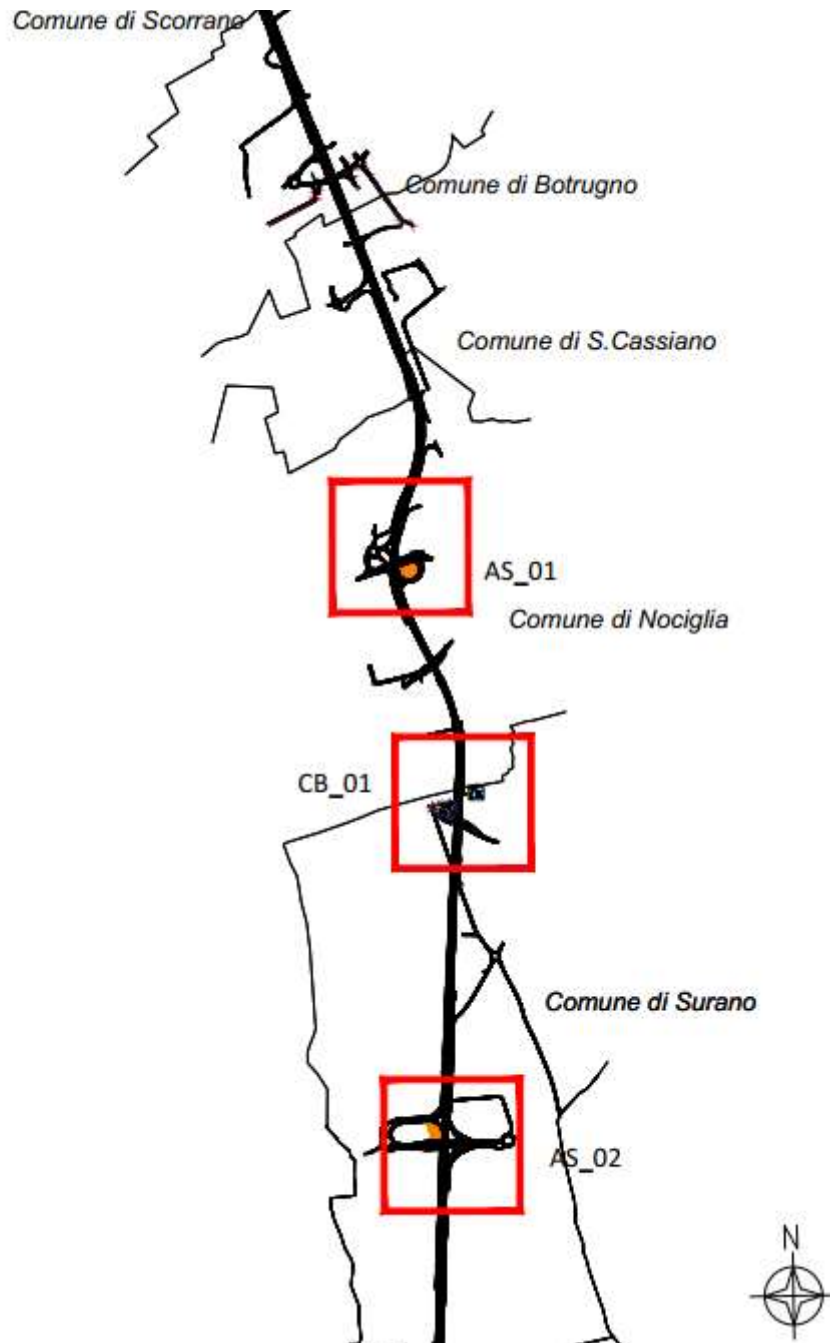 Comune di Scorrano
Comune di Botrugno
Comune di S.Cassiano
AS_01
Comune di Nociglia
CB_01
Comune di Surano
AS_02
N